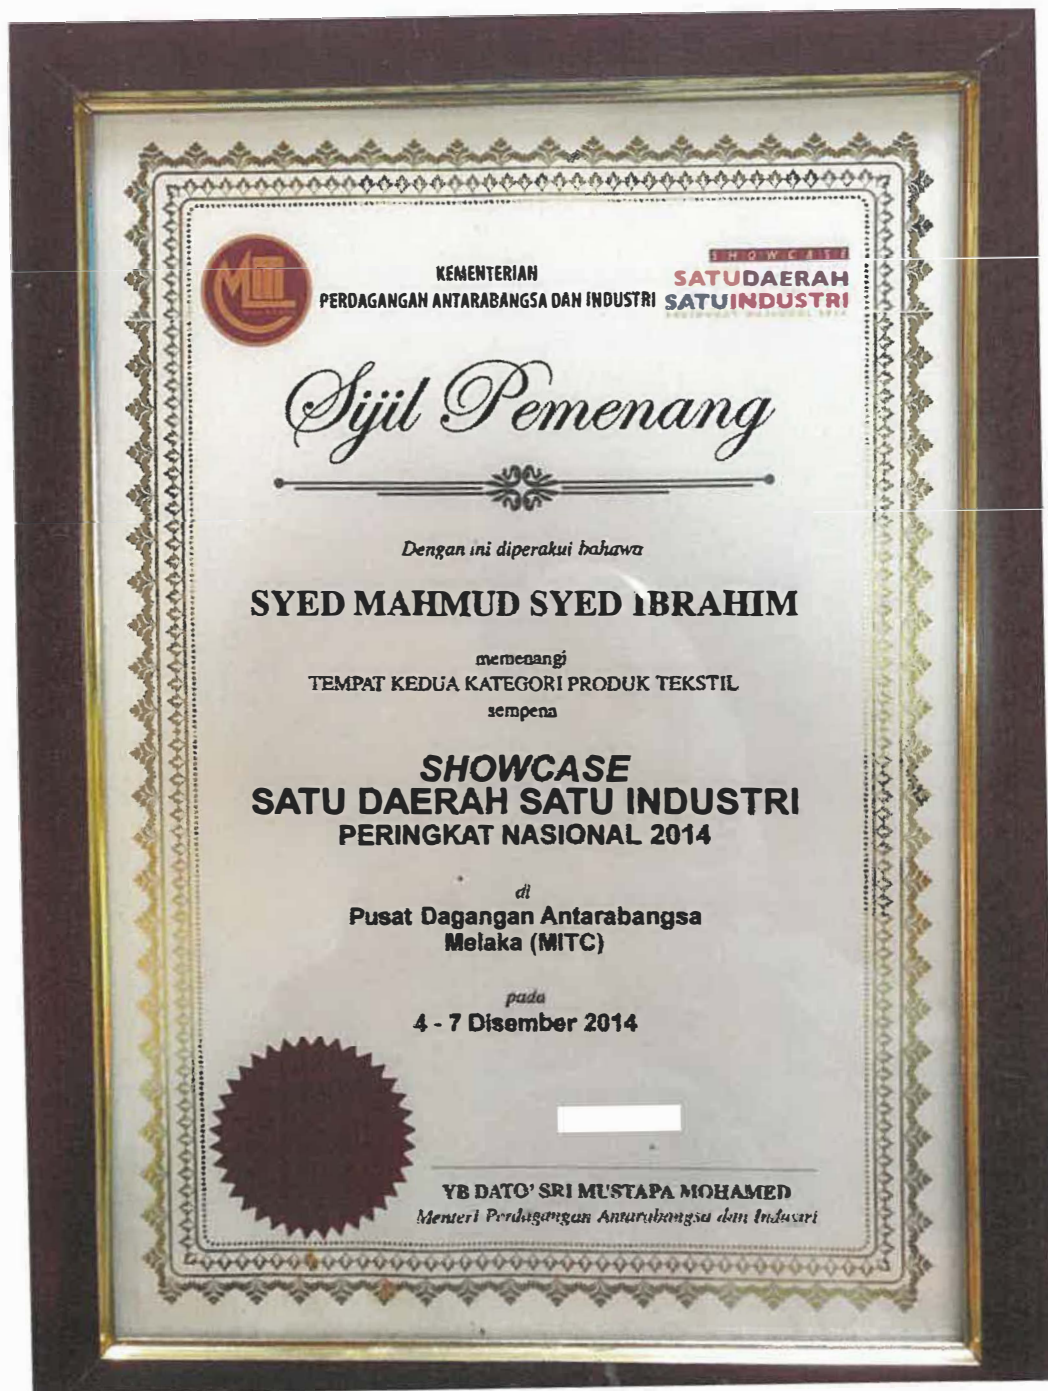 KEMENTERIAN
PERDAGANGAN ANTARABANGSA DAN INDUSTRI
SHOWCASE
SATUDAERAH
SATUINDUSTRI
Sijil Pemenang
Dengan ini diperakui bahawa
SYED MAHMUD SYED IBRAHIM
memenangi
TEMPAT KEDUA KATEGORI PRODUK TEKSTIL
sempena
SHOWCASE
SATU DAERAH SATU INDUSTRI
PERINGKAT NASIONAL 2014
di
Pusat Dagangan Antarabangsa
Melaka (MITC)
pada
4 - 7 Disember 2014
YB DATO' SRI MUSTAPA MOHAMED
Menteri Perdagangan Antarabangsa dan Industri